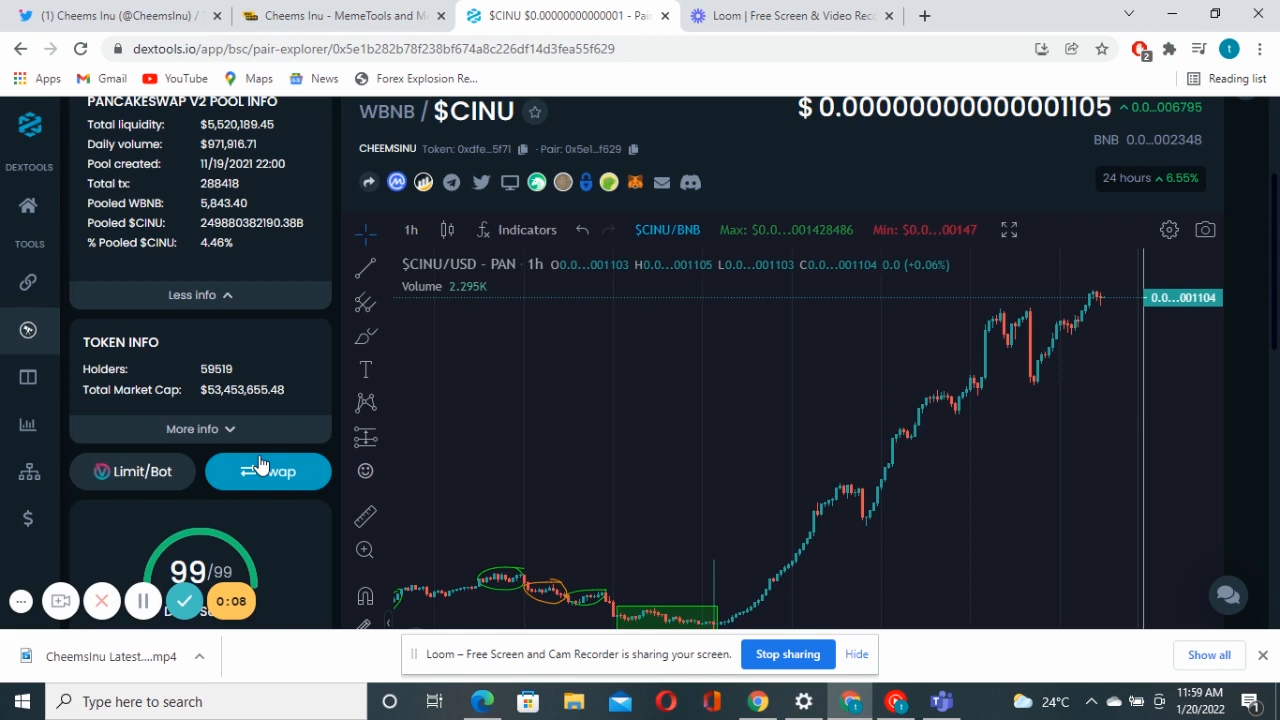 Cheems Inu (@CheemsInu) /
Cheems Inu - MemeTools and M
$CINU $0.00000000000001 - Pai
Loom | Free Screen & Video Rec
dextools.io/app/bsc/pair-explorer/0x5e1b282b78f238bf674a8c226df14d3fea55f629
2
t
Apps
Gmail
YouTube
Maps
News
Forex Explosion Re...
Reading list
PANCAKESWAP V2 POOL INFO
Total liquidity: $5,520,189.45
Daily volume: $971,916.71
Pool created: 11/19/2021 22:00
Total tx: 288418
Pooled WBNB: 5,843.40
Pooled $CINU: 249880382190.38B
% Pooled $CINU: 4.46%
Less info
TOKEN INFO
Holders: 59519
Total Market Cap: $53,453,655.48
More info
Limit/Bot
wap
99/99
0:08
DEXTOOLS
TOOLS
WBNB / $CINU
$ 0.000000000000001105
0.0...006795
BNB 0.0...002348
CHEEMSINU Token: 0xdfe...5f71 - Pair: 0x5e1...f629
24 hours 6.55%
1h
Indicators
$CINU/BNB
Max: $0.0...001428486
Min: $0.0...00147
$CINU/USD - PAN · 1h O0.0...001103 H0.0...001105 L0.0...001103 C0.0...001104 0.0 (+0.06%)
Volume 2.295K
0.0...001104
CheemsInu Latest....mp4
Loom – Free Screen and Cam Recorder is sharing your screen.
Stop sharing
Hide
Show all
Type here to search
24°C
11:59 AM
1/20/2022
1